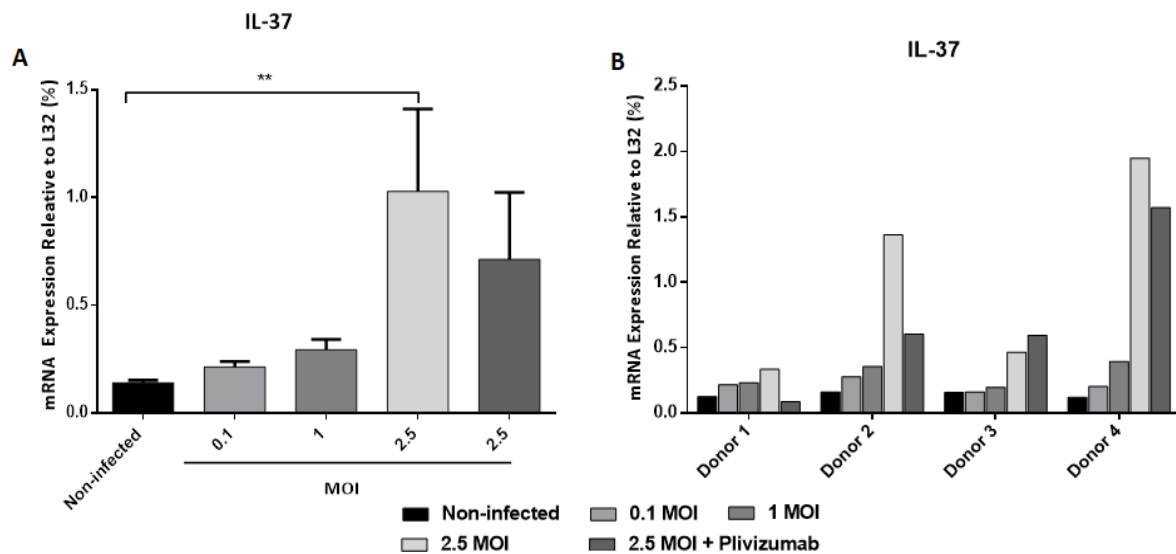 IL-37
A
**
mRNA Expression Releative to L32 (%)
1.5
1.0
0.5
0.0
Non-infected
0.1
1
2.5
2.5
MOI
IL-37
B
mRNA Expression Relative to L32 (%)
2.5
2.0
1.5
1.0
0.5
0.0
Donor 1
Donor 2
Donor 3
Donor 4
Non-infected
0.1 MOI
1 MOI
2.5 MOI
2.5 MOI + Plivizumab